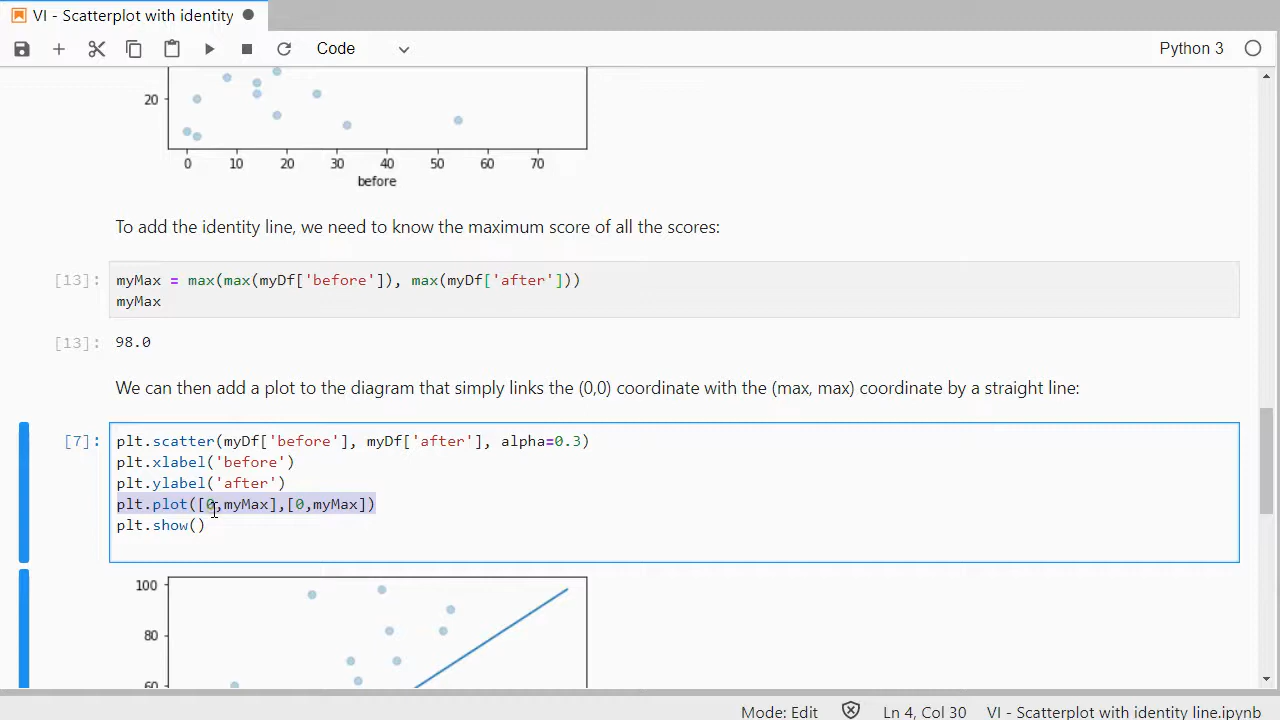 VI - Scatterplot with identity
Code
Python 3
20
0 10 20 30 40 50 60 70
before
To add the identity line, we need to know the maximum score of all the scores:
[13]: myMax = max(max(myDf['before']), max(myDf['after']))
myMax
[13]: 98.0
We can then add a plot to the diagram that simply links the (0,0) coordinate with the (max, max) coordinate by a straight line:
[7]: plt.scatter(myDf['before'], myDf['after'], alpha=0.3)
plt.xlabel('before')
plt.ylabel('after')
plt.plot([0,myMax],[0,myMax])
plt.show()
100
80
60
Mode: Edit Ln 4, Col 30 VI - Scatterplot with identity line.ipynb